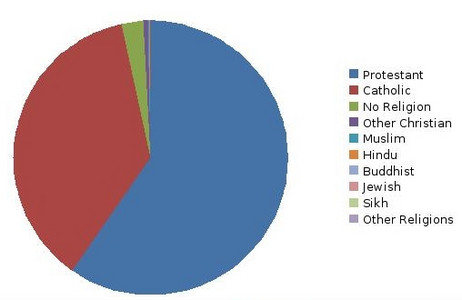 Protestant
Catholic
No Religion
Other Christian
Muslim
Hindu
Buddhist
Jewish
Sikh
Other Religions